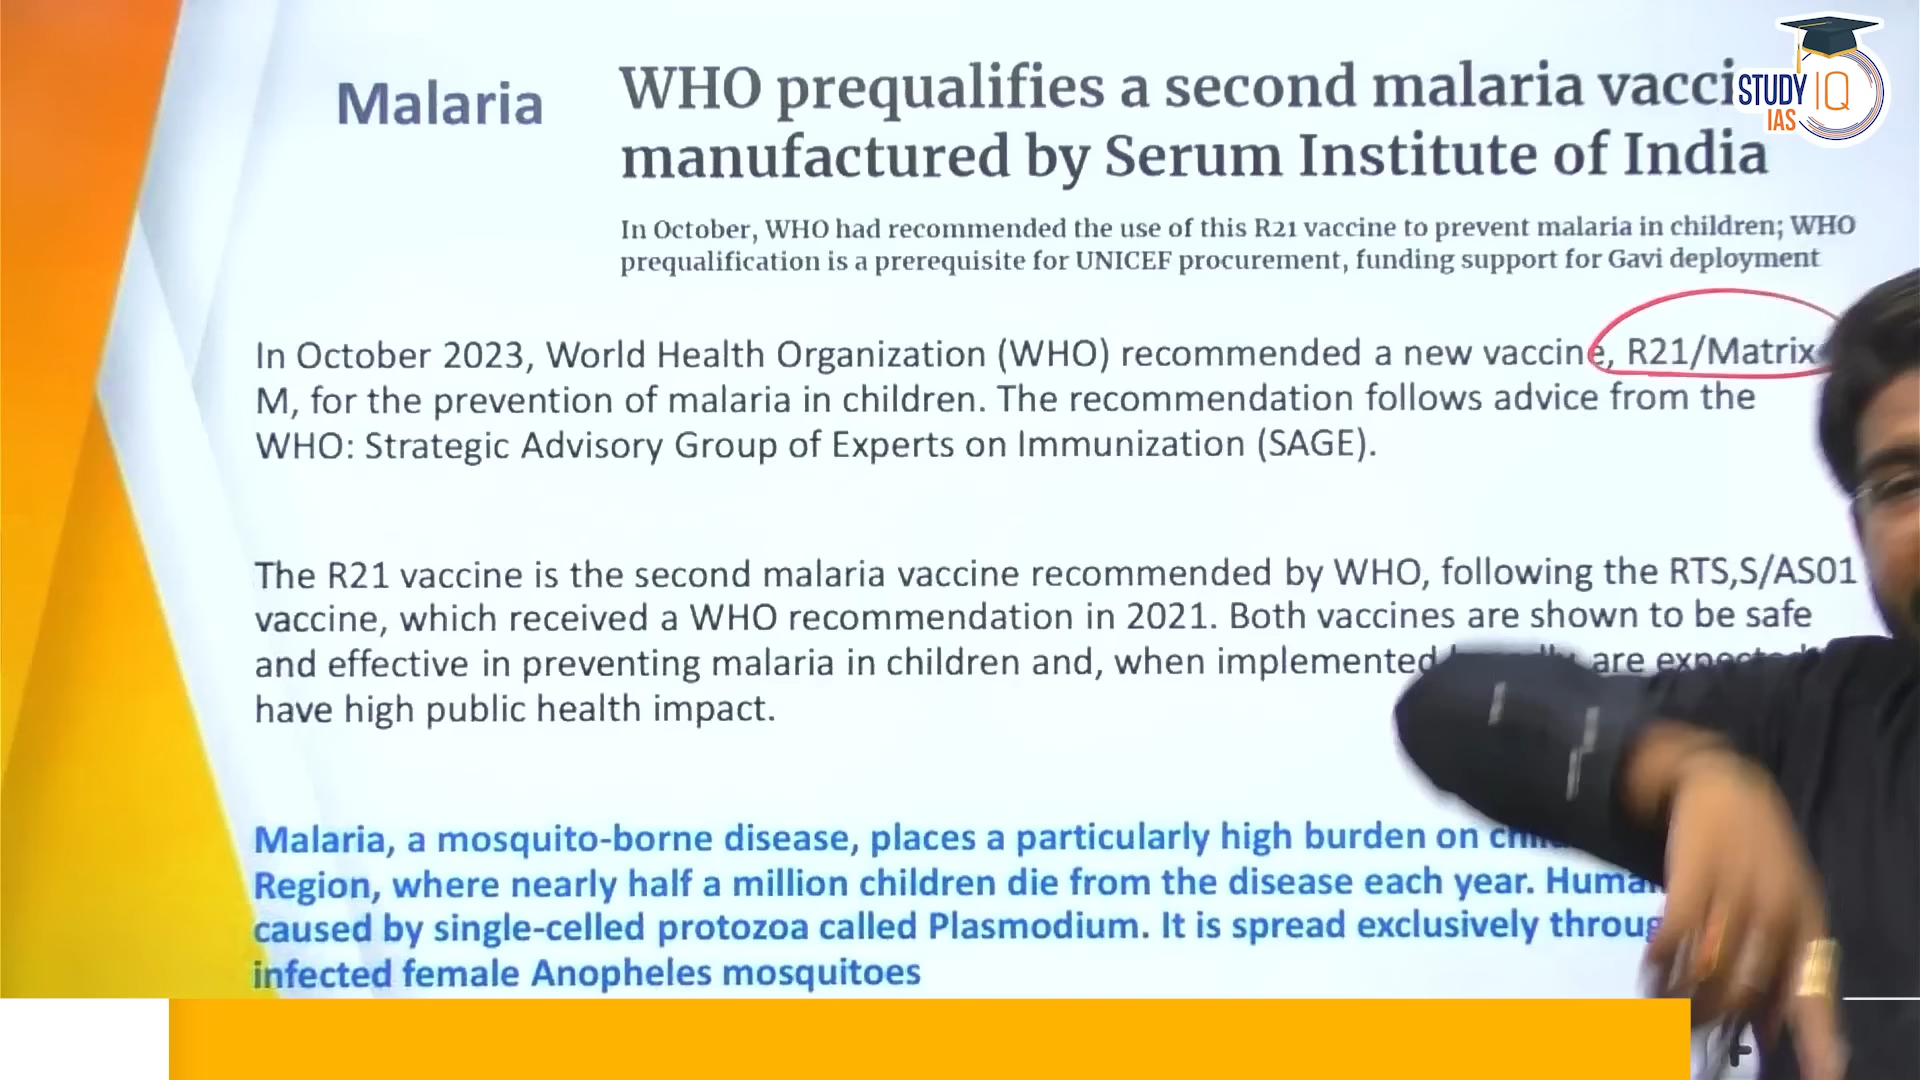 Malaria
WHO prequalifies a second malaria
manufactured by Serum Institute of India
In October, WHO had recommended the use of this R21 vaccine to prevent malaria in children; WHO
prequalification is a prerequisite for UNICEF procurement, funding support for Gavi deployment
STUDY IQ
IAS
In October 2023, World Health Organization (WHO) recommended a new vaccine, R21/Matrix
M, for the prevention of malaria in children. The recommendation follows advice from the
WHO: Strategic Advisory Group of Experts on Immunization (SAGE).
The R21 vaccine is the second malaria vaccine recommended by WHO, following the RTS,S/AS01
vaccine, which received a WHO recommendation in 2021. Both vaccines are shown to be safe
and effective in preventing malaria in children and, when implemented are
have high public health impact.
Malaria, a mosquito-borne disease, places a particularly high burden on
Region, where nearly half a million children die from the disease each year.
caused by single-celled protozoa called Plasmodium. It is spread exclusively
infected female Anopheles mosquitoes